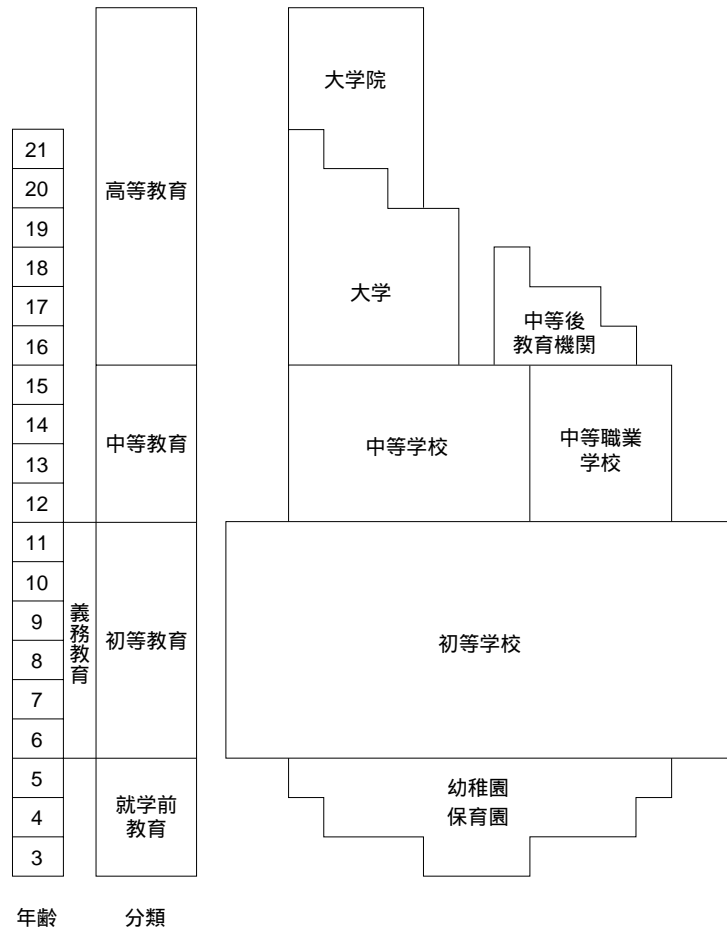 大学院
21
20
高等教育
19
18
17
大学
中等後
教育機関
16
15
14
中等教育
中等学校
中等職業
学校
13
12
11
10
9
義務教育
初等教育
初等学校
8
7
6
5
幼稚園
就学前
教育
保育園
4
3
年齢
分類